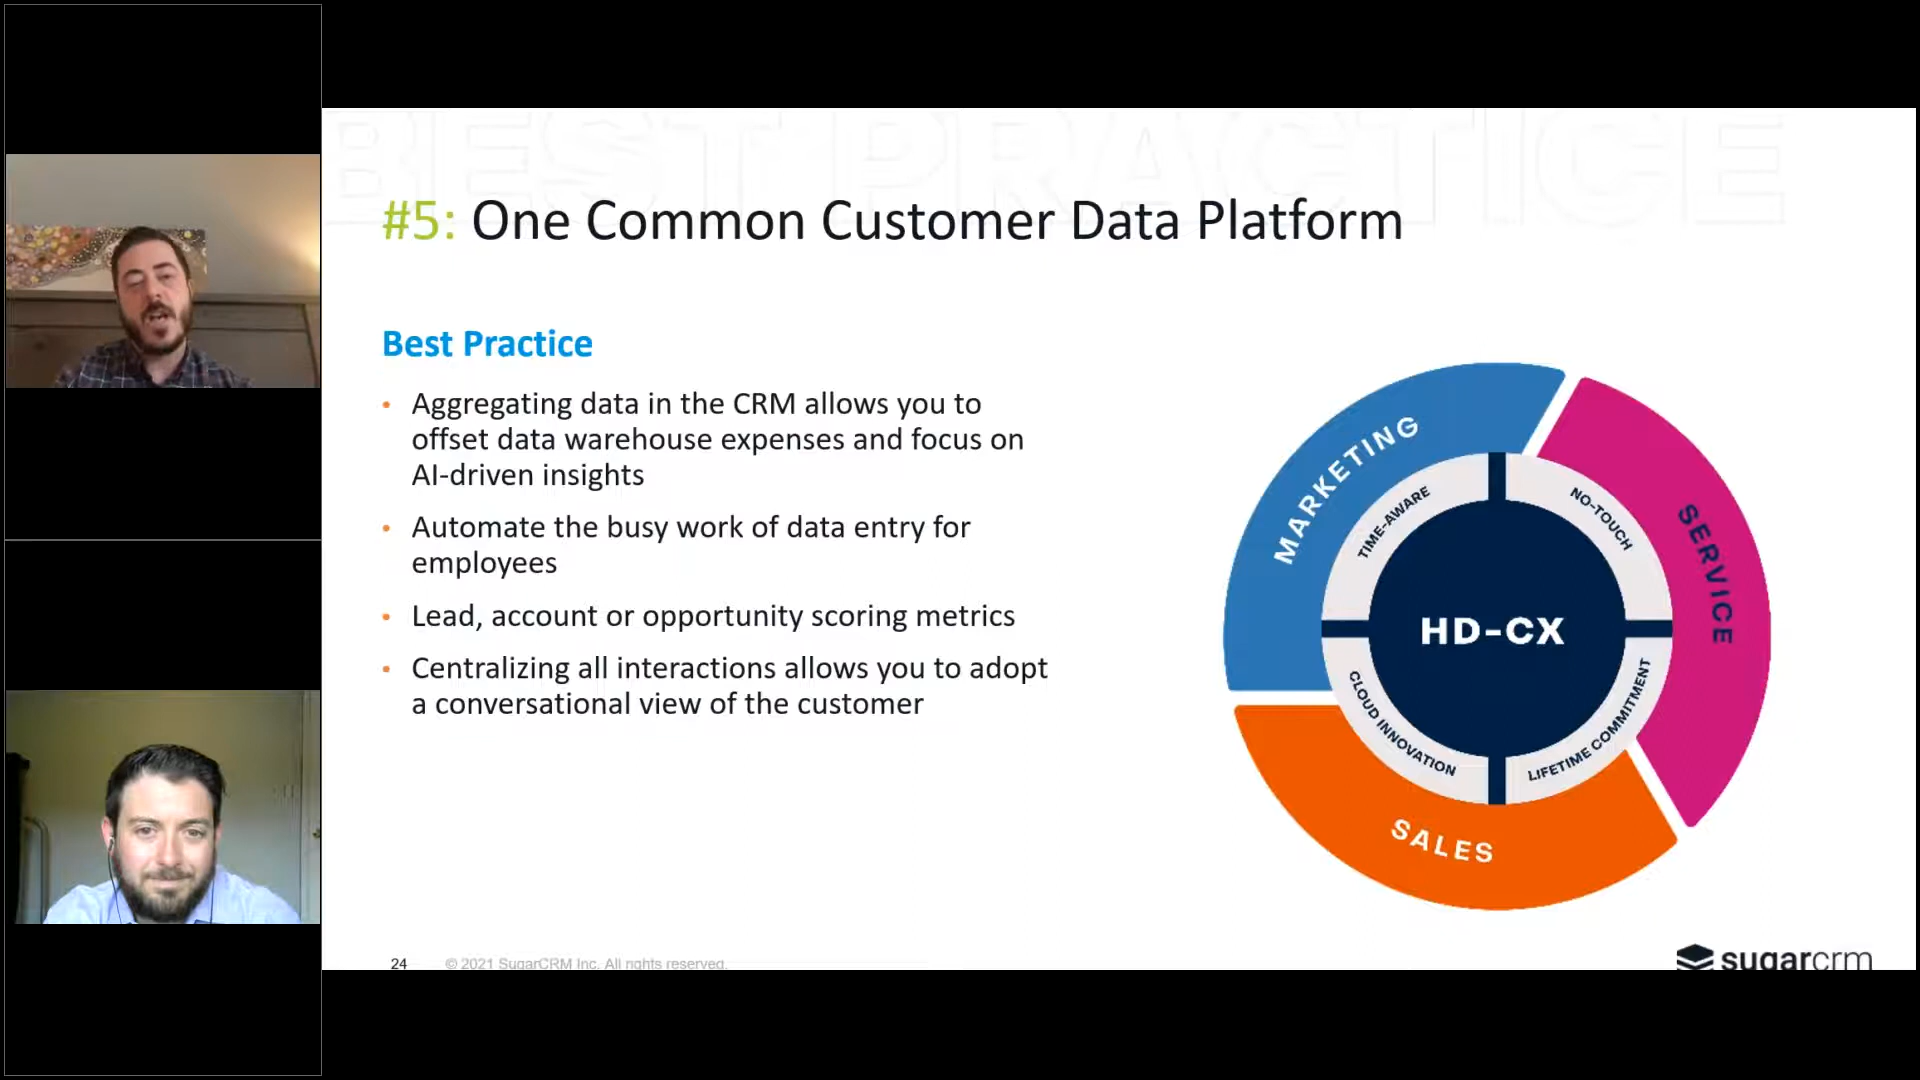 BEST PRACTICE
#5: One Common Customer Data Platform
Best Practice
• Aggregating data in the CRM allows you to
offset data warehouse expenses and focus on
AI-driven insights
• Automate the busy work of data entry for
employees
• Lead, account or opportunity scoring metrics
• Centralizing all interactions allows you to adopt
a conversational view of the customer
MARKETING
SERVICE
SALES
TIME-AWARE
NO-TOUCH
CLOUD INNOVATION
LIFETIME COMMITMENT
HD-CX
24
© 2021 SugarCRM Inc. All rights reserved.
sugarcrm